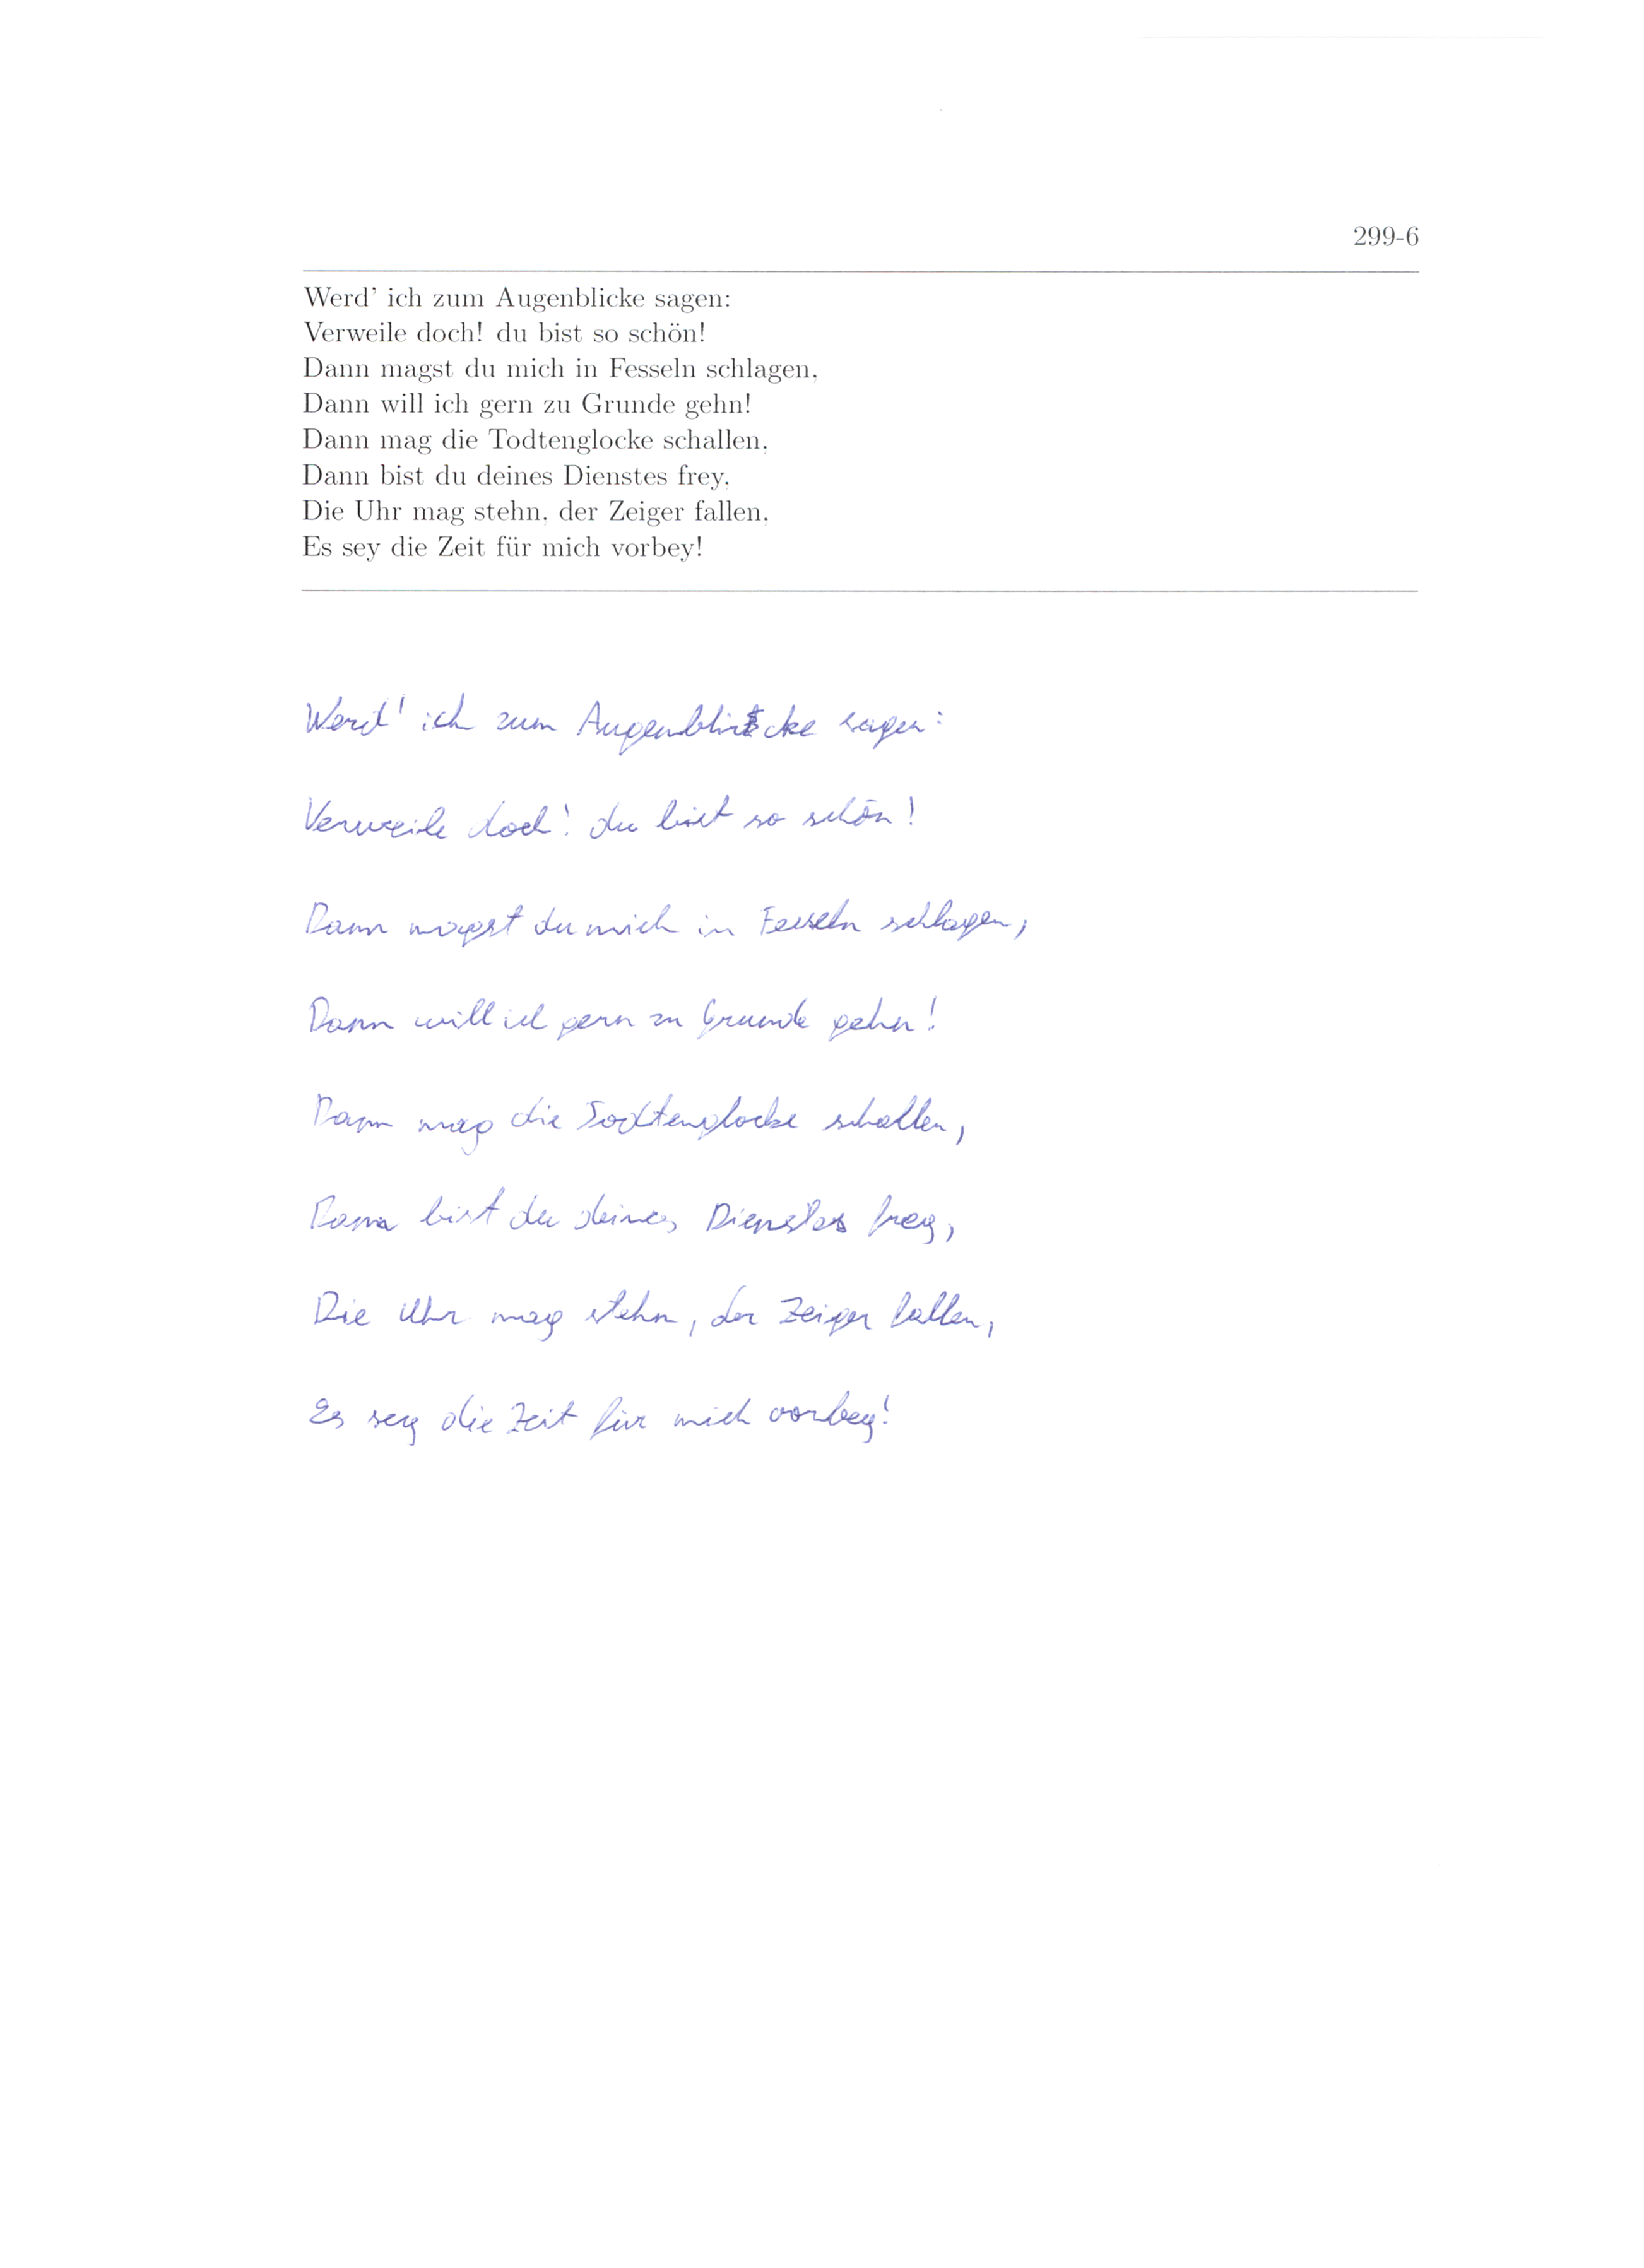 299-6
Werd' ich zum Augenblicke sagen:
Verweile doch! du bist so schön!
Dann magst du mich in Fesseln schlagen,
Dann will ich gern zu Grunde gehn!
Dann mag die Todtenglocke schallen,
Dann bist du deines Dienstes frey,
Die Uhr mag stehn, der Zeiger fallen,
Es sey die Zeit für mich vorbey!
Werd' ich zum Augenblicke sagen:
Verweile doch! du bist so schön!
Dann magst du mich in Fesseln schlagen,
Dann will ich gern zu Grunde gehn!
Dann mag die Todtenglocke schallen,
Dann bist du deines Dienstes frey,
Die Uhr mag stehn, der Zeiger fallen,
Es sey die Zeit für mich vorbey!